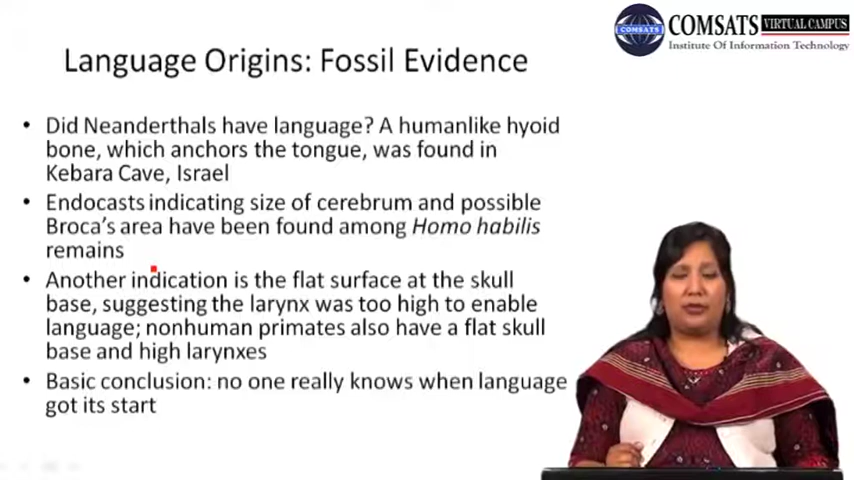 COMSATS VIRTUAL CAMPUS
COMSATS
Institute Of Information Technology
Language Origins: Fossil Evidence
• Did Neanderthals have language? A humanlike hyoid
bone, which anchors the tongue, was found in
Kebara Cave, Israel
• Endocasts indicating size of cerebrum and possible
Broca's area have been found among Homo habilis
remains
• Another indication is the flat surface at the skull
base, suggesting the larynx was too high to enable
language; nonhuman primates also have a flat skull
base and high larynxes
• Basic conclusion: no one really knows when language
got its start